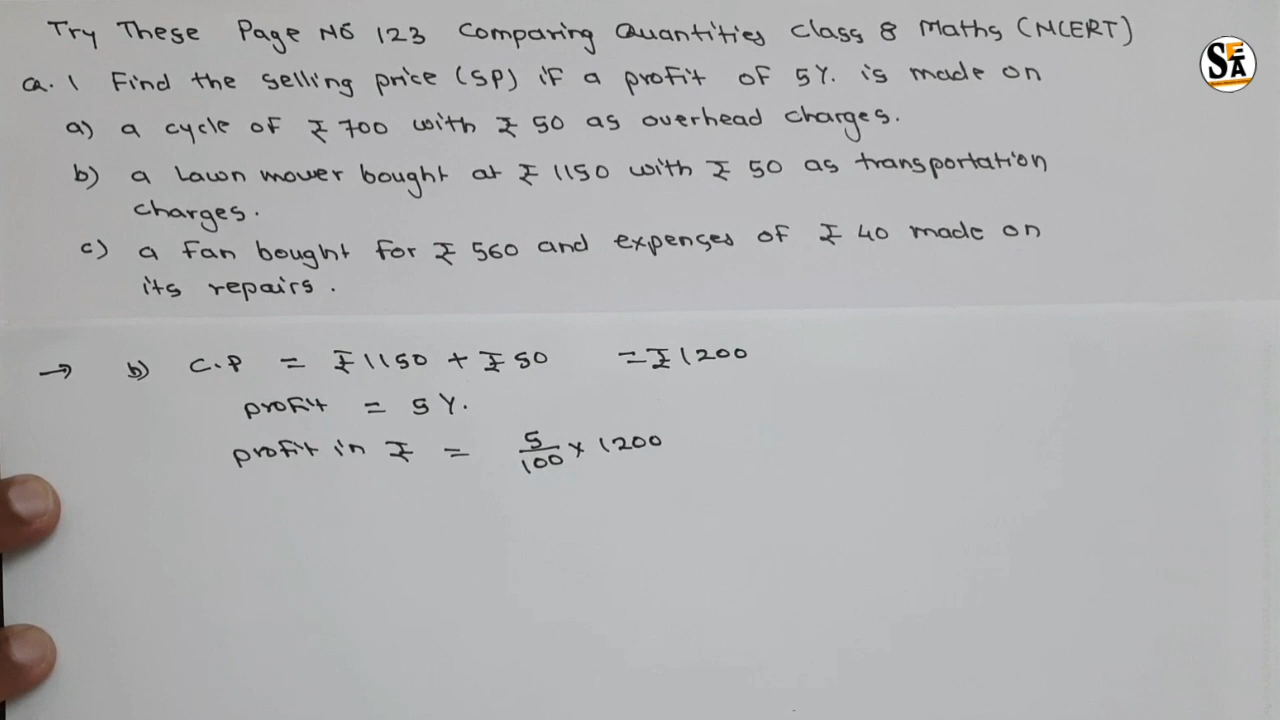 Try These Page No 123 Comparing Quantities Class 8 Maths (NCERT)
SFA
Q. 1 Find the selling price (SP) if a profit of 5%. is made on
a) a cycle of ₹ 700 with ₹ 50 as overhead charges.
b) a lawn mower bought at ₹ 1150 with ₹ 50 as transportation
charges.
c) a fan bought for ₹ 560 and expenses of ₹ 40 made on
its repairs.
→ b) C.P = ₹ 1150 + ₹ 50 = ₹ 1200
profit = 5%.
profit in ₹ = 5/100 × 1200